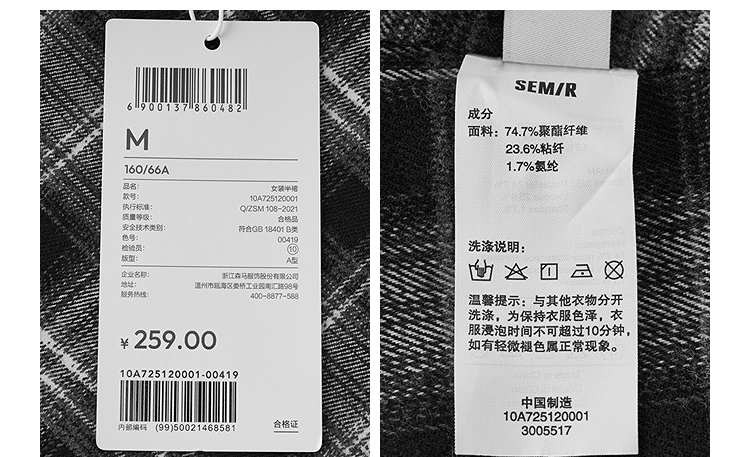 6 900137 860482
M
160/66A
品名: 女装半裙
款号: 10A725120001
执行标准: Q/ZSM 108-2021
质量等级: 合格品
安全技术类别: 符合GB 18401 B类
色号: 00419
检验员: 10
版型: A型
企业名称: 浙江森马服饰股份有限公司
地址: 温州市瓯海区娄桥工业园南汇路98号
服务热线: 400-8877-588
¥ 259.00
10A725120001-00419
内部编码 (99)50021468581
合格证
SEMIR
成分
面料: 74.7%聚酯纤维
23.6%粘纤
1.7%氨纶
洗涤说明:
温馨提示: 与其他衣物分开
洗涤，为保持衣服色泽，衣
服浸泡时间不可超过10分钟，
如有轻微褪色属正常现象。
中国制造
10A725120001
3005517